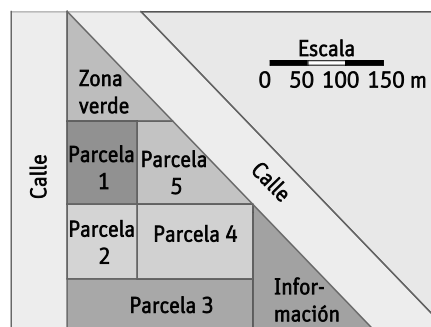 Escala
0 50 100 150 m
Zona
verde
Calle
Parcela
1
Parcela
5
Calle
Parcela
2
Parcela 4
Parcela 3
Infor-
mación